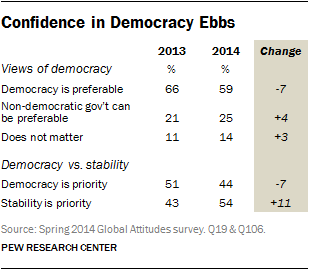 Confidence in Democracy Ebbs
2013 2014 Change
Views of democracy % %
Democracy is preferable 66 59 -7
Non-democratic gov't can
be preferable 21 25 +4
Does not matter 11 14 +3
Democracy vs. stability
Democracy is priority 51 44 -7
Stability is priority 43 54 +11
Source: Spring 2014 Global Attitudes survey. Q19 & Q106.
PEW RESEARCH CENTER